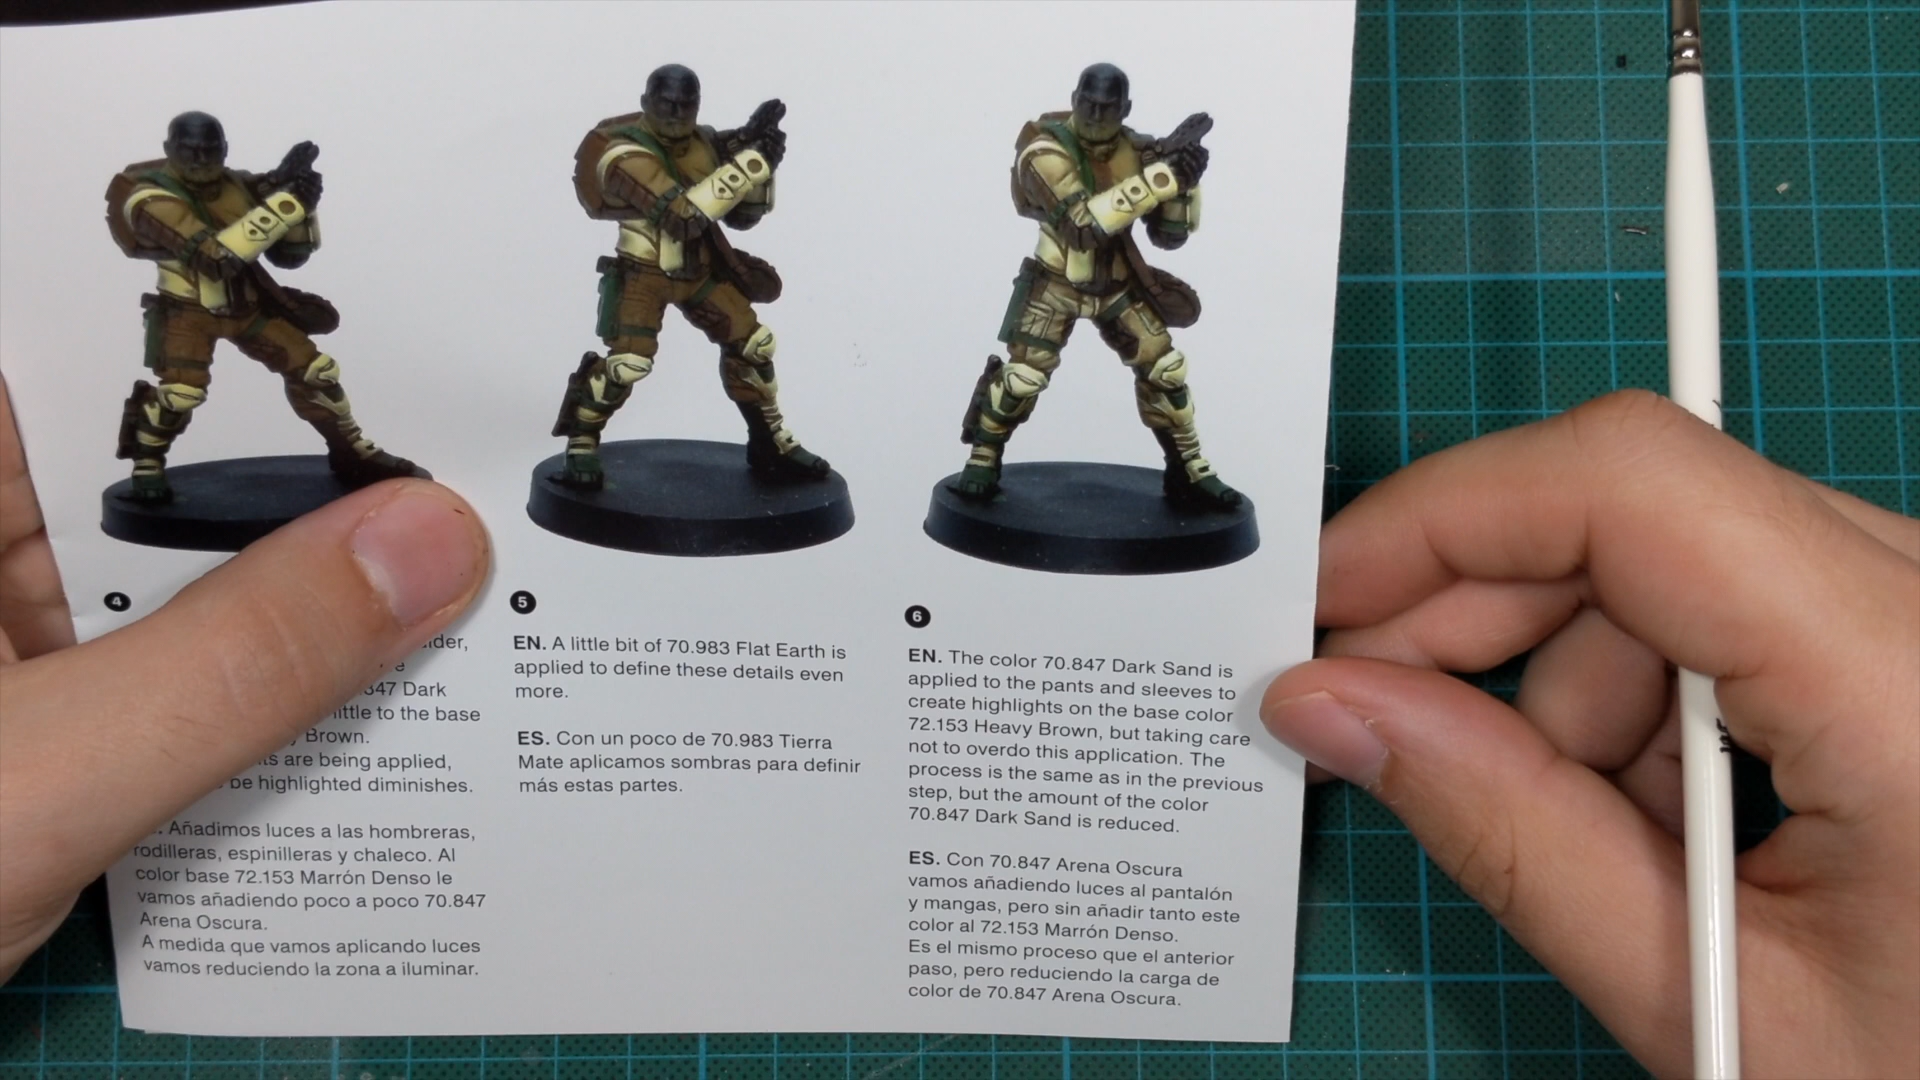 4
ider,
e
847 Dark
little to the base
Brown.
are being applied,
be highlighted diminishes.
Añadimos luces a las hombreras,
rodilleras, espinilleras y chaleco. Al
color base 72.153 Marrón Denso le
vamos añadiendo poco a poco 70.847
Arena Oscura.
A medida que vamos aplicando luces
vamos reduciendo la zona a iluminar.
5
EN. A little bit of 70.983 Flat Earth is
applied to define these details even
more.
ES. Con un poco de 70.983 Tierra
Mate aplicamos sombras para definir
más estas partes.
6
EN. The color 70.847 Dark Sand is
applied to the pants and sleeves to
create highlights on the base color
72.153 Heavy Brown, but taking care
not to overdo this application. The
process is the same as in the previous
step, but the amount of the color
70.847 Dark Sand is reduced.
ES. Con 70.847 Arena Oscura
vamos añadiendo luces al pantalón
y mangas, pero sin añadir tanto este
color al 72.153 Marrón Denso.
Es el mismo proceso que el anterior
paso, pero reduciendo la carga de
color de 70.847 Arena Oscura.